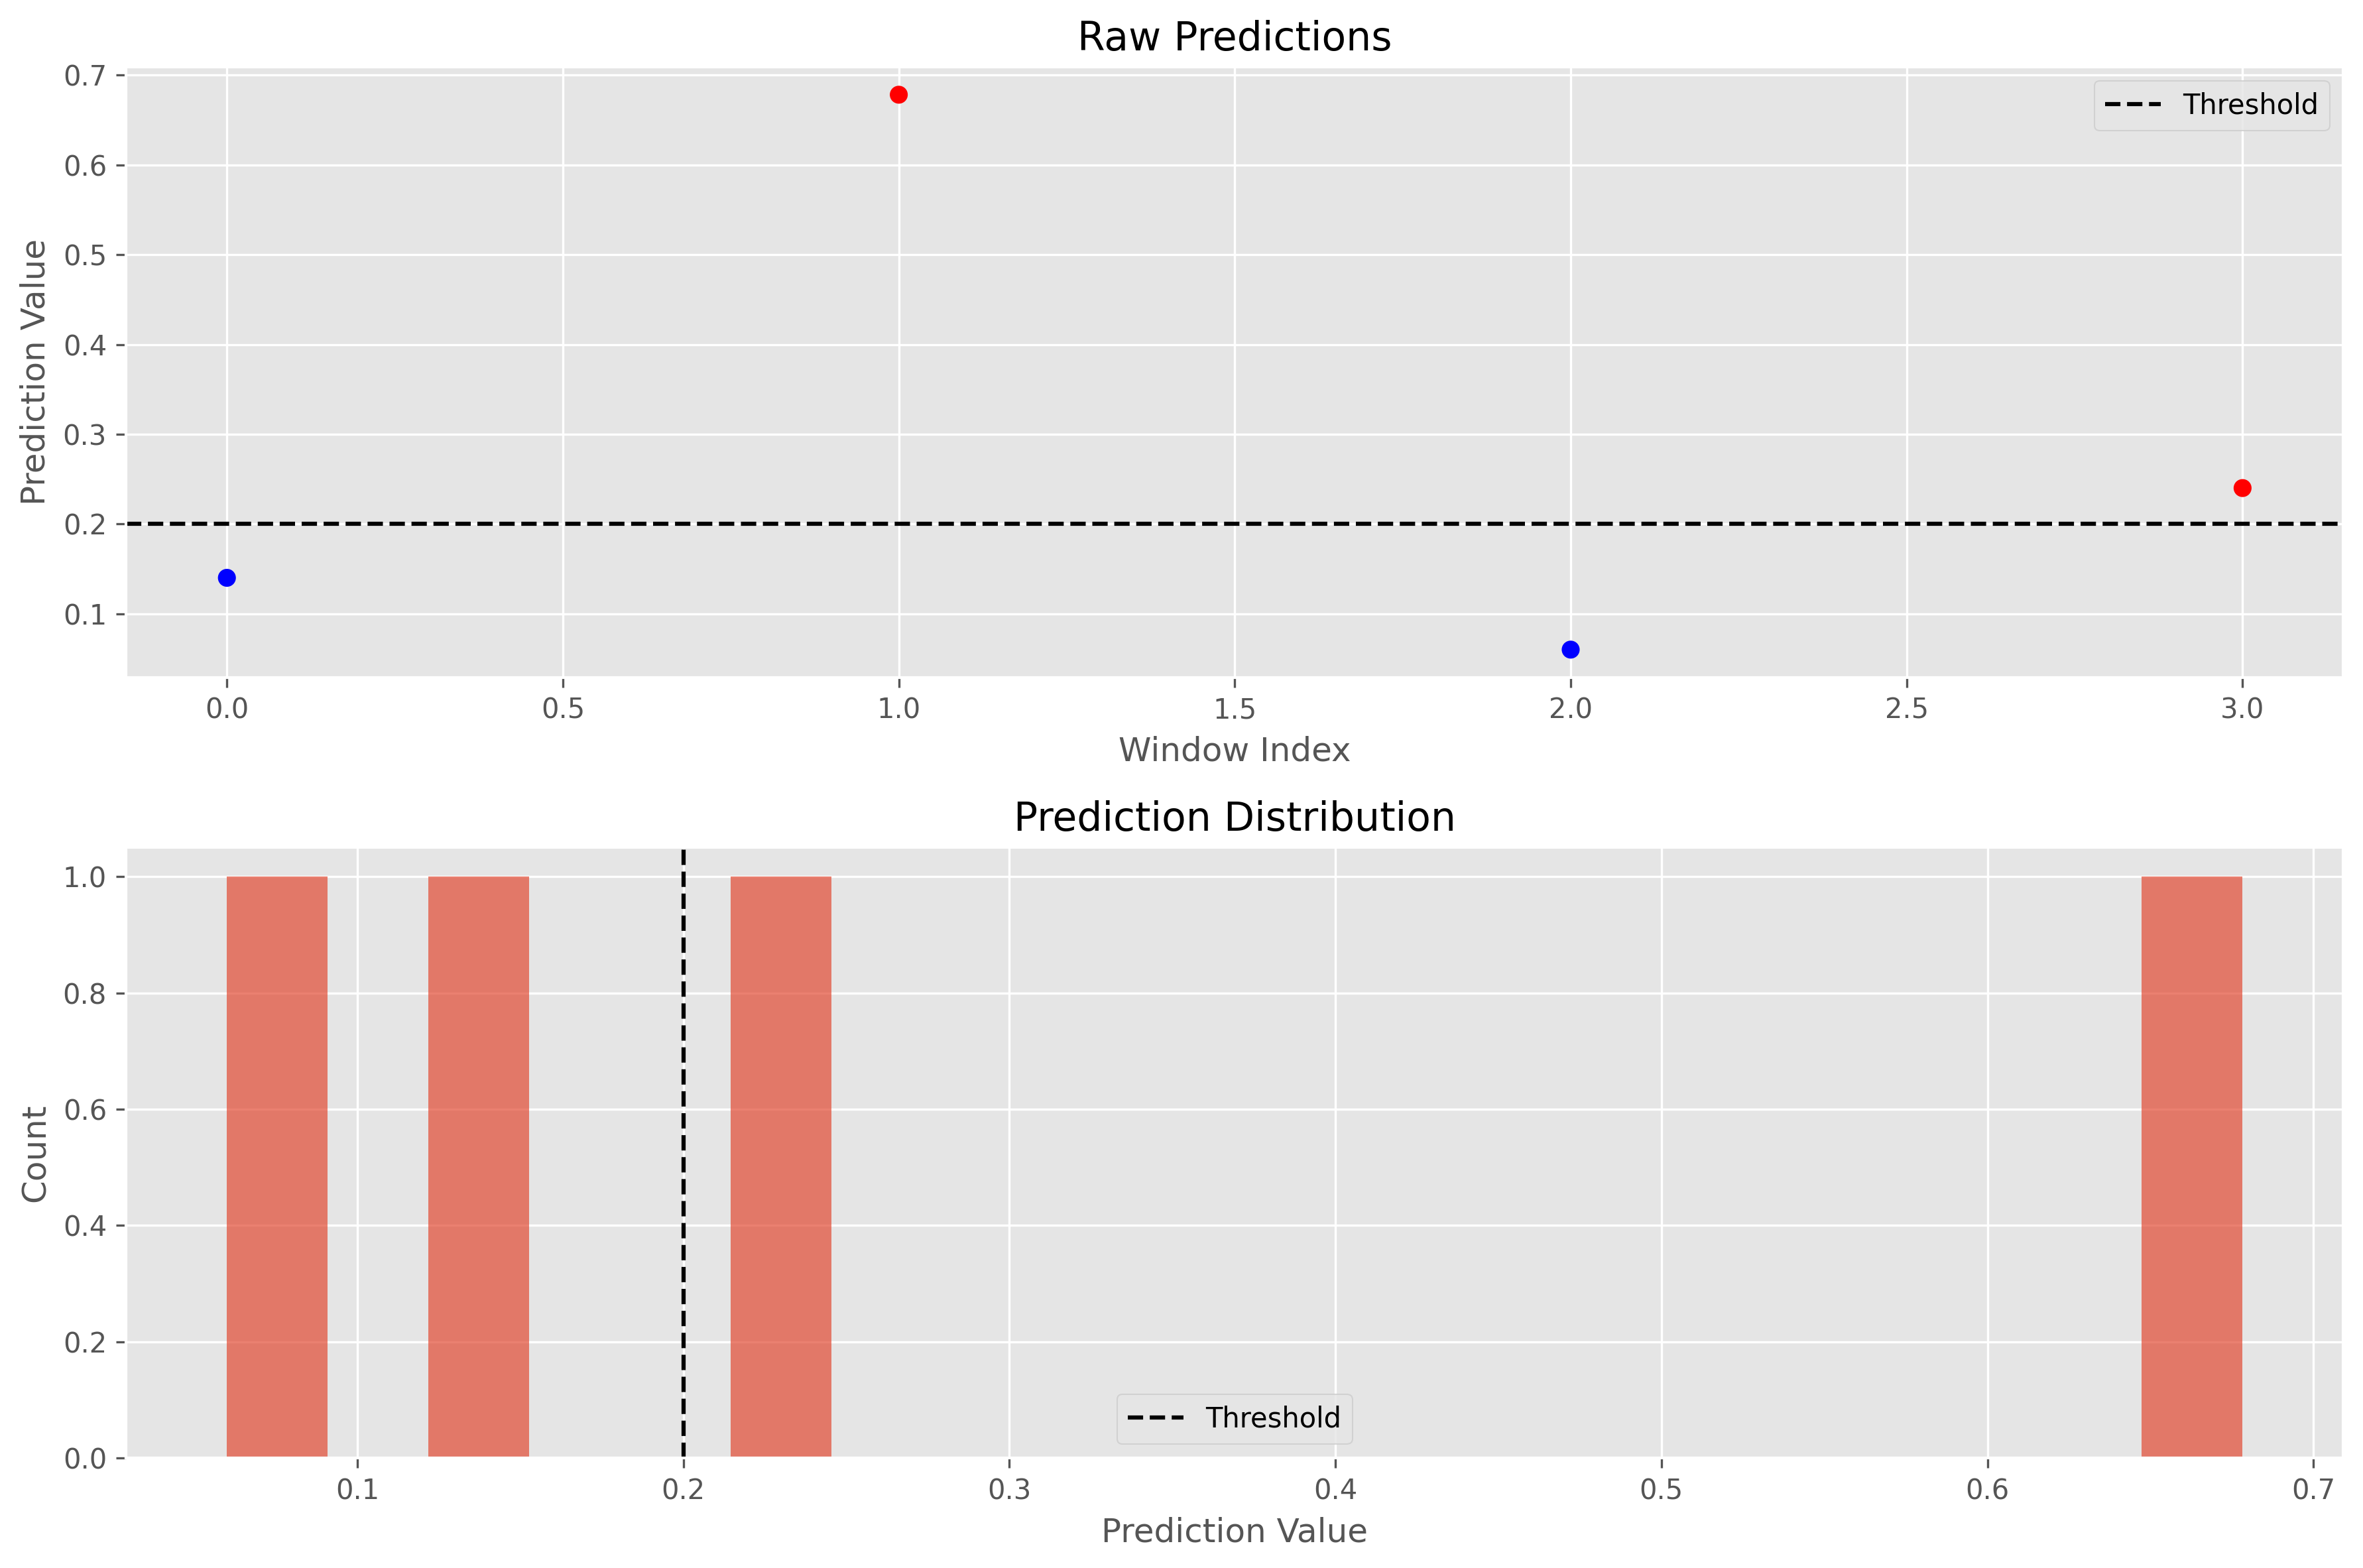 Raw Predictions
Prediction Value
0.7
0.6
0.5
0.4
0.3
0.2
0.1
Threshold
0.0 0.5 1.0 1.5 2.0 2.5 3.0
Window Index
Prediction Distribution
Count
1.0
0.8
0.6
0.4
0.2
0.0
Threshold
0.1 0.2 0.3 0.4 0.5 0.6 0.7
Prediction Value